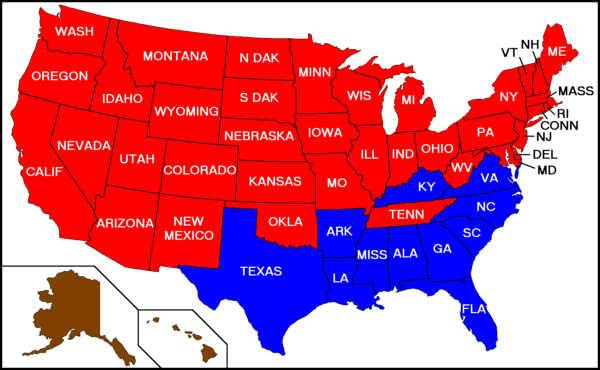 WASH
MONTANA
N DAK
MINN
VT
NH
ME
OREGON
IDAHO
S DAK
WIS
MI
NY
MASS
WYOMING
RI
CONN
NEBRASKA
IOWA
PA
NJ
NEVADA
UTAH
COLORADO
ILL
IND
OHIO
DEL
CALIF
KANSAS
MO
WV
VA
MD
KY
ARIZONA
NEW
MEXICO
OKLA
TENN
NC
ARK
SC
TEXAS
MISS
ALA
GA
LA
FLA